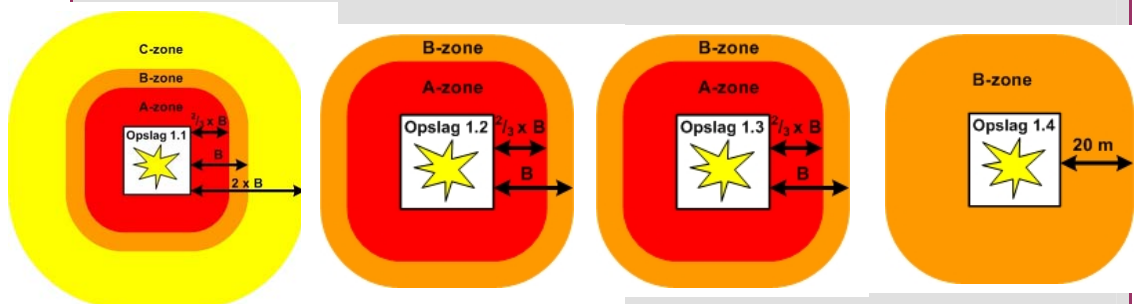 C-zone
B-zone
A-zone
2/3 x B
Opslag 1.1
B
2 x B
B-zone
A-zone
Opslag 1.2
2/3 x B
B
B-zone
A-zone
Opslag 1.3
2/3 x B
B
B-zone
Opslag 1.4
20 m